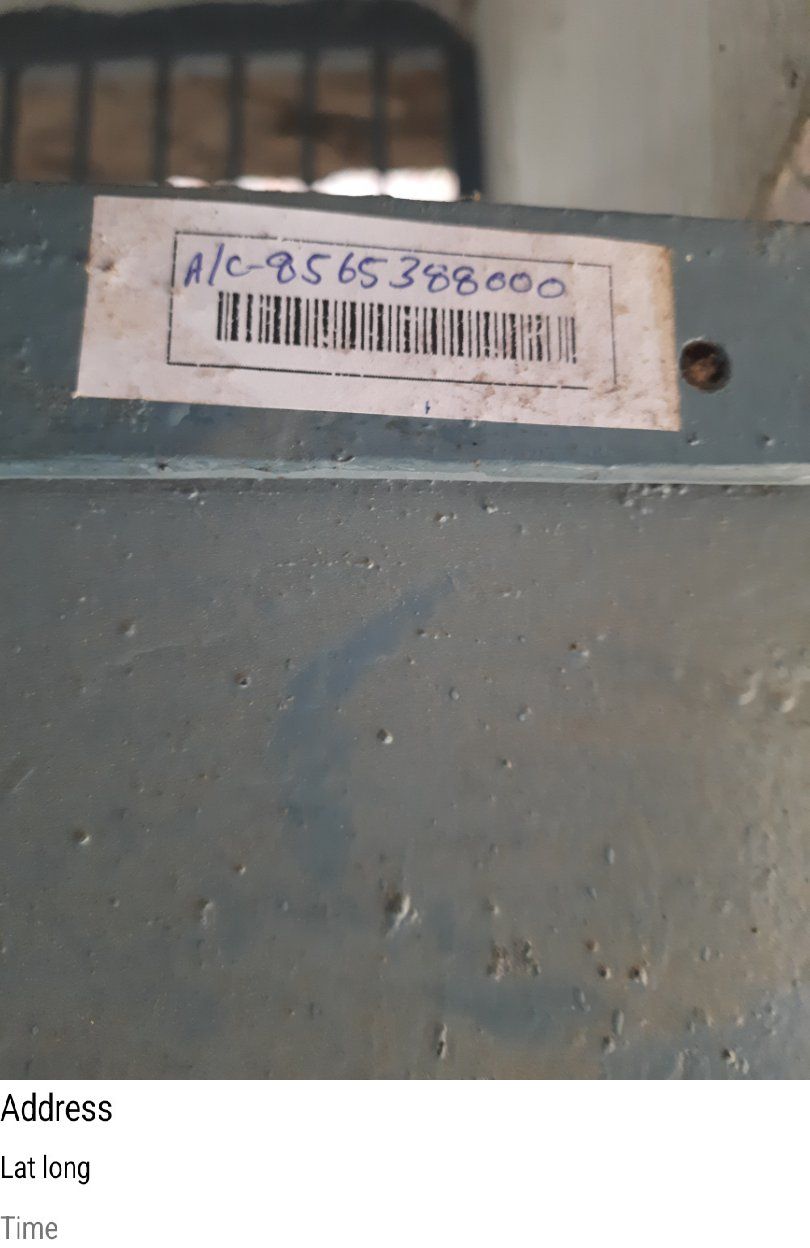 A/C-8565388000
Address
Lat long
Time